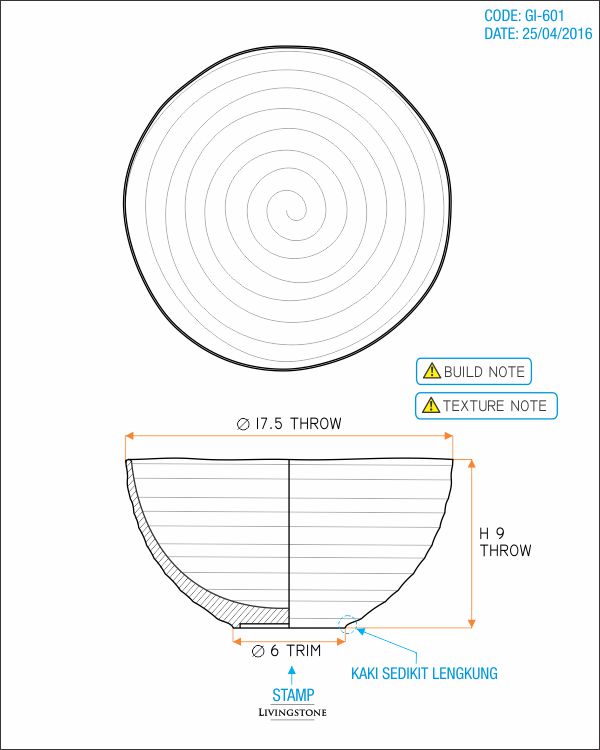 CODE: GI-601
DATE: 25/04/2016
BUILD NOTE
TEXTURE NOTE
∅ 17.5 THROW
H 9
THROW
∅ 6 TRIM
KAKI SEDIKIT LENGKUNG
STAMP
LIVINGSTONE